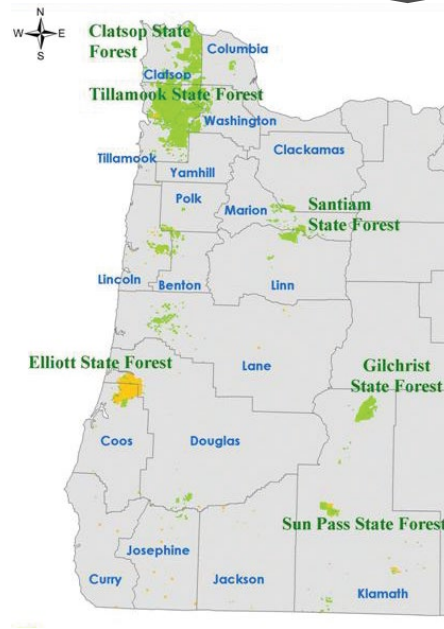 N
W E
S
Clatsop State
Forest
Columbia
Clatsop
Tillamook State Forest
Washington
Tillamook
Clackamas
Yamhill
Polk
Marion
Santiam
State Forest
Lincoln
Benton
Linn
Elliott State Forest
Lane
Gilchrist
State Forest
Coos
Douglas
Sun Pass State Forest
Josephine
Curry
Jackson
Klamath